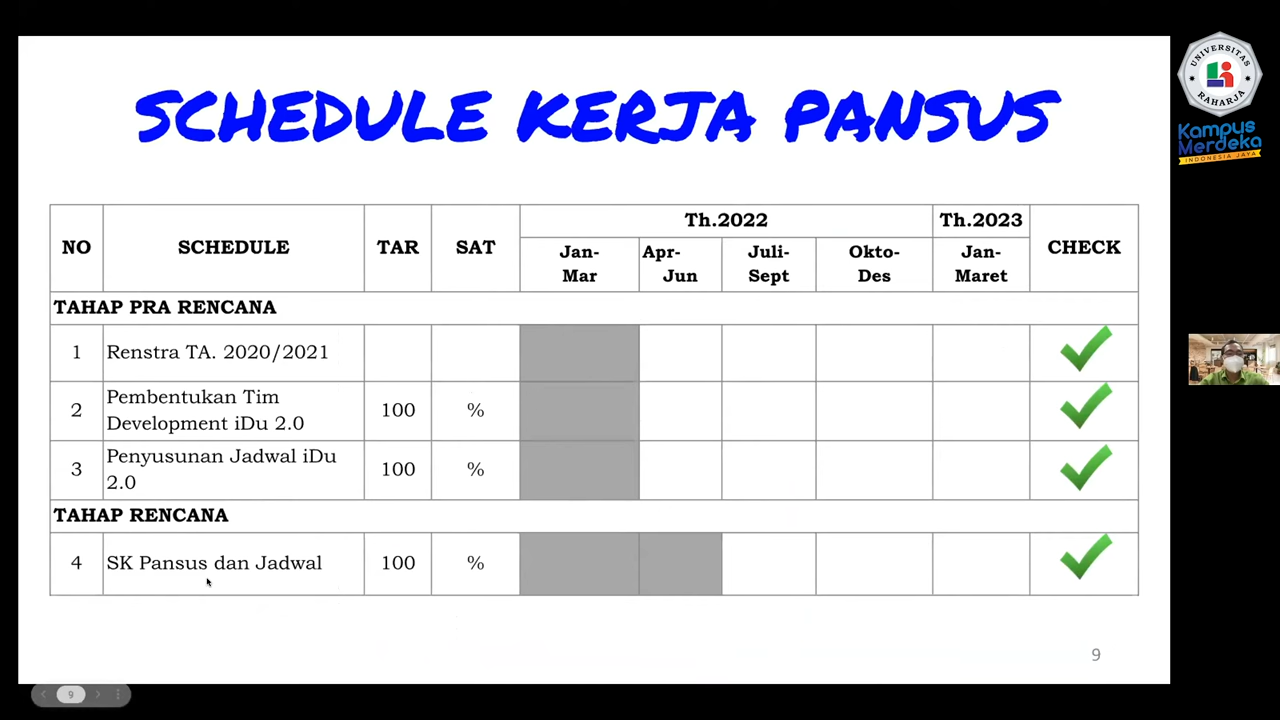 SCHEDULE KERJA PANSUS
UNIVERSITAS
RAHARJA
Kampus
Merdeka
INDONESIA JAYA
NO SCHEDULE TAR SAT Th.2022 Th.2023 CHECK
Jan-Mar Apr-Jun Juli-Sept Okto-Des Jan-Maret
TAHAP PRA RENCANA
1 Renstra TA. 2020/2021
2 Pembentukan Tim
Development iDu 2.0 100 %
3 Penyusunan Jadwal iDu
2.0 100 %
TAHAP RENCANA
4 SK Pansus dan Jadwal 100 %
9
9